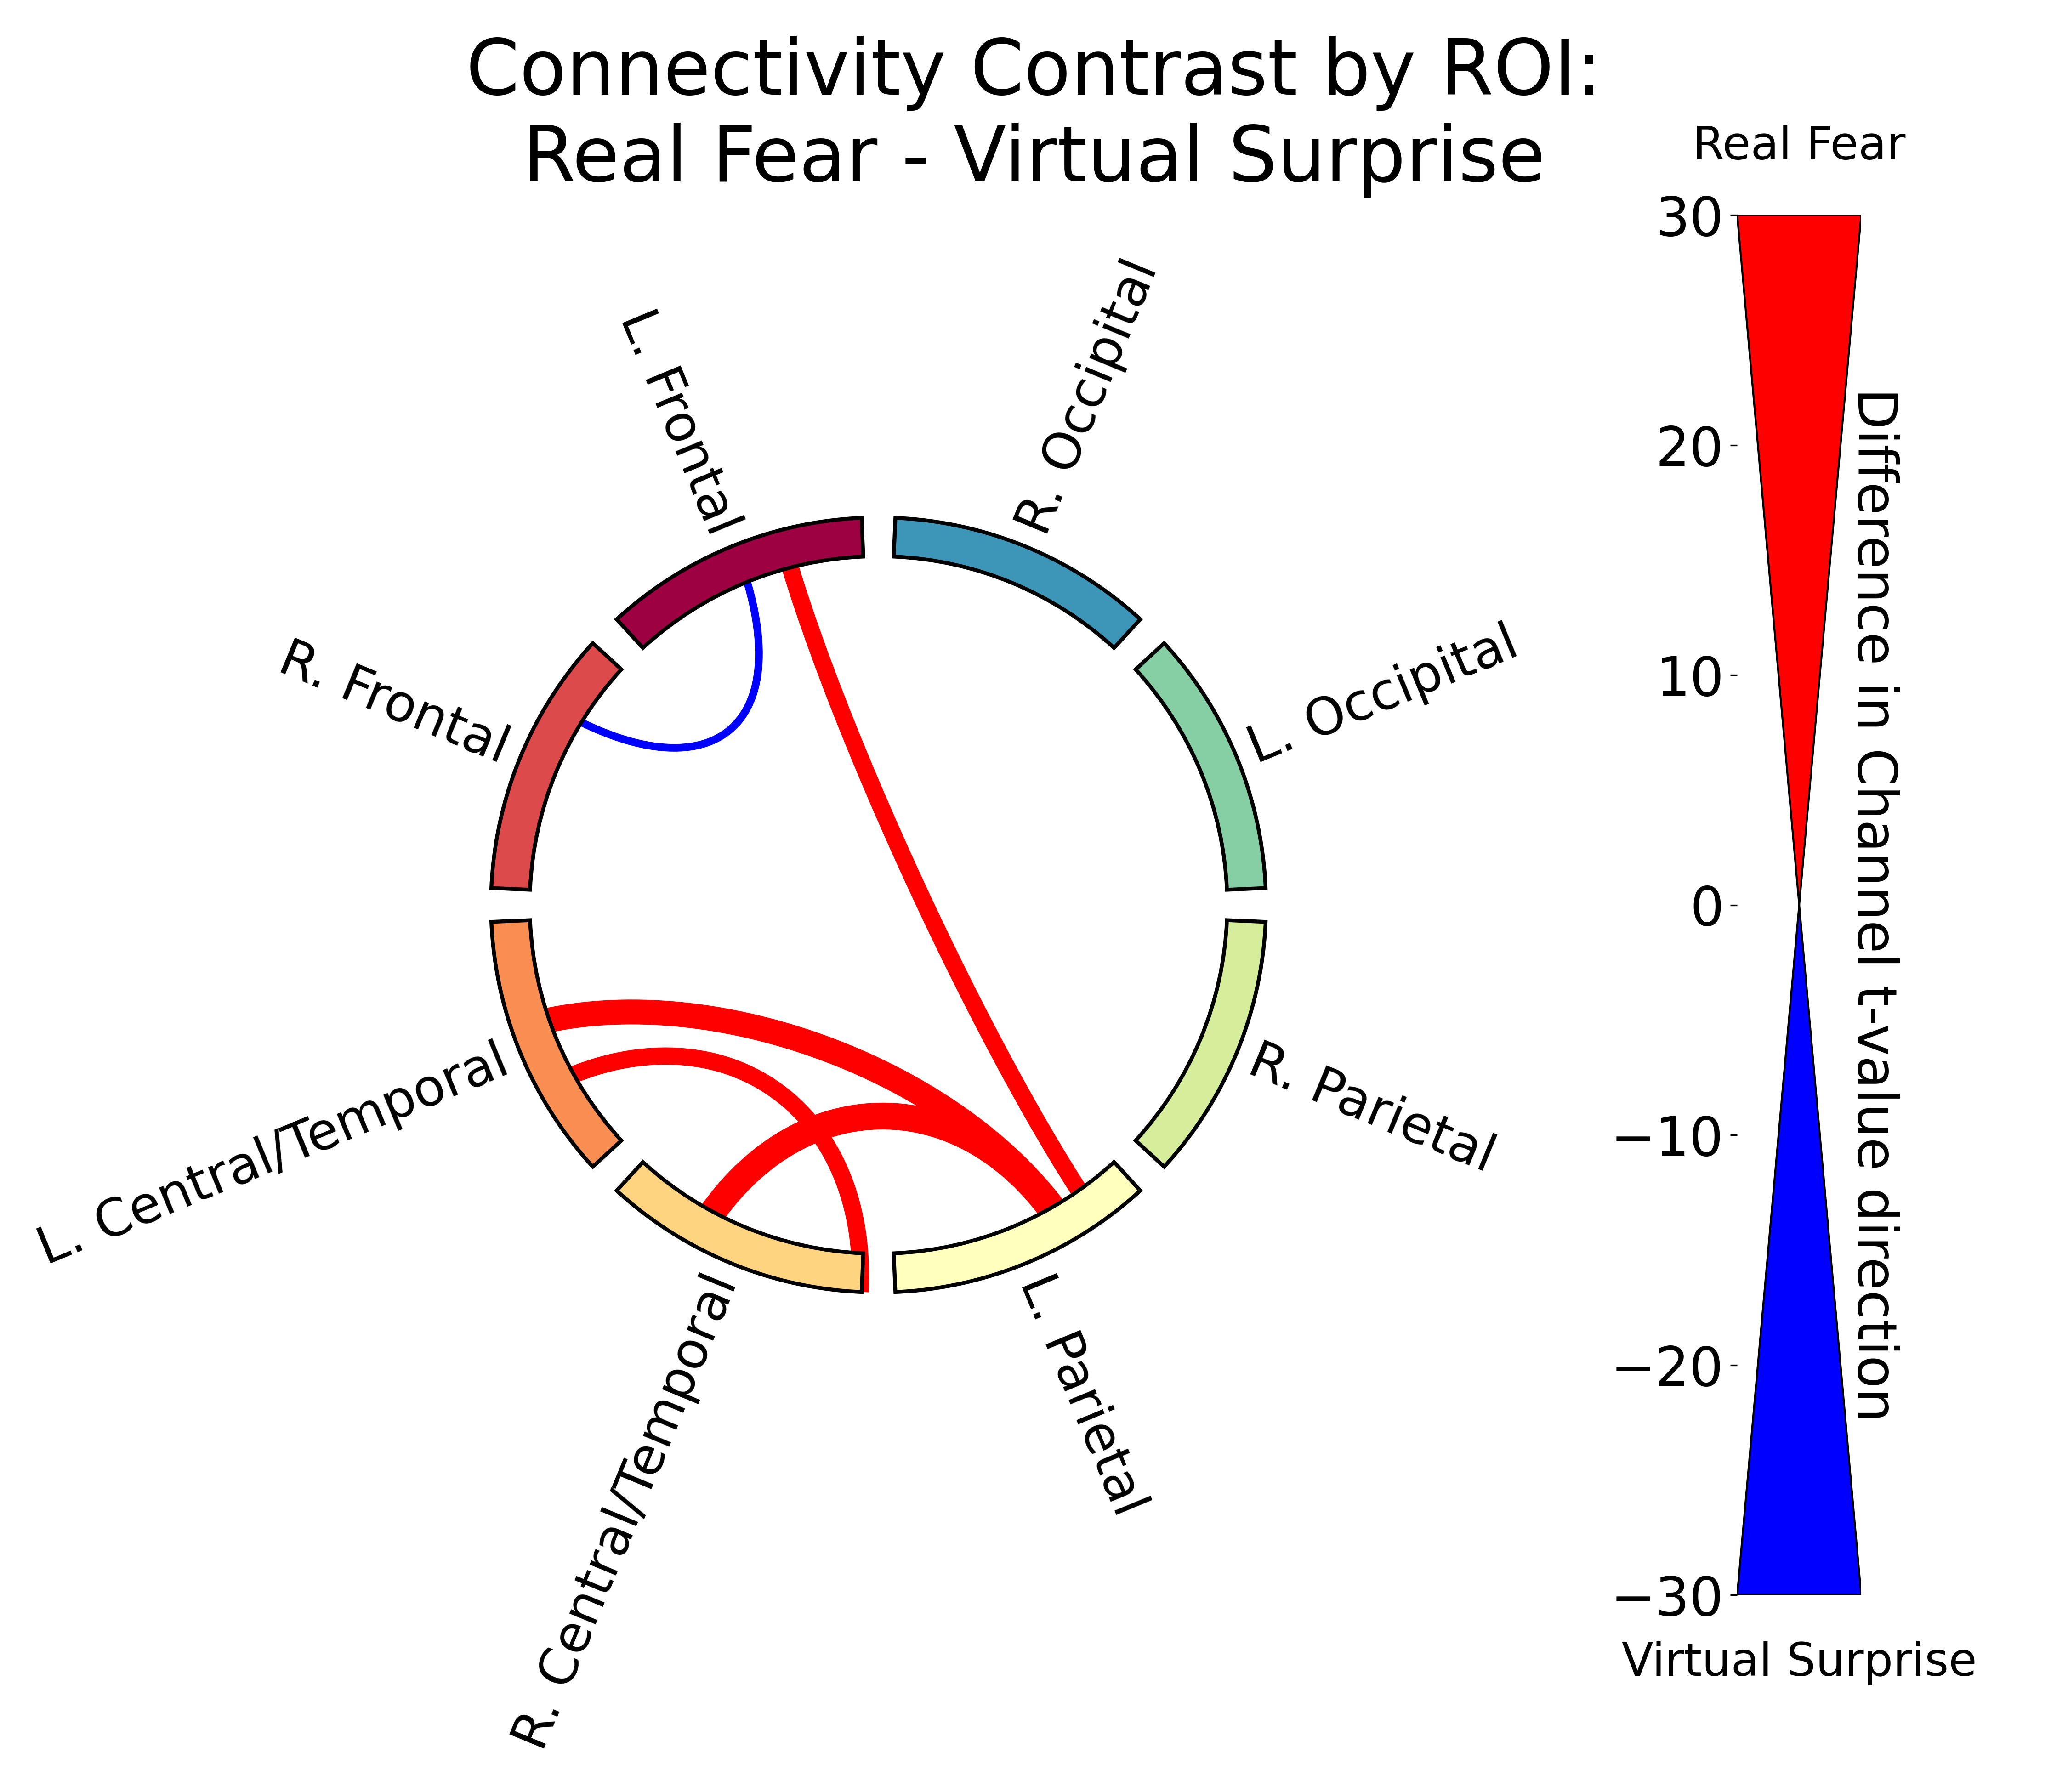 Connectivity Contrast by ROI:
Real Fear - Virtual Surprise
Real Fear
30
20
10
0
−10
−20
−30
Virtual Surprise
Difference in Channel t-value direction
L. Frontal
R. Occipital
R. Frontal
L. Occipital
L. Central/Temporal
R. Parietal
R. Central/Temporal
L. Parietal